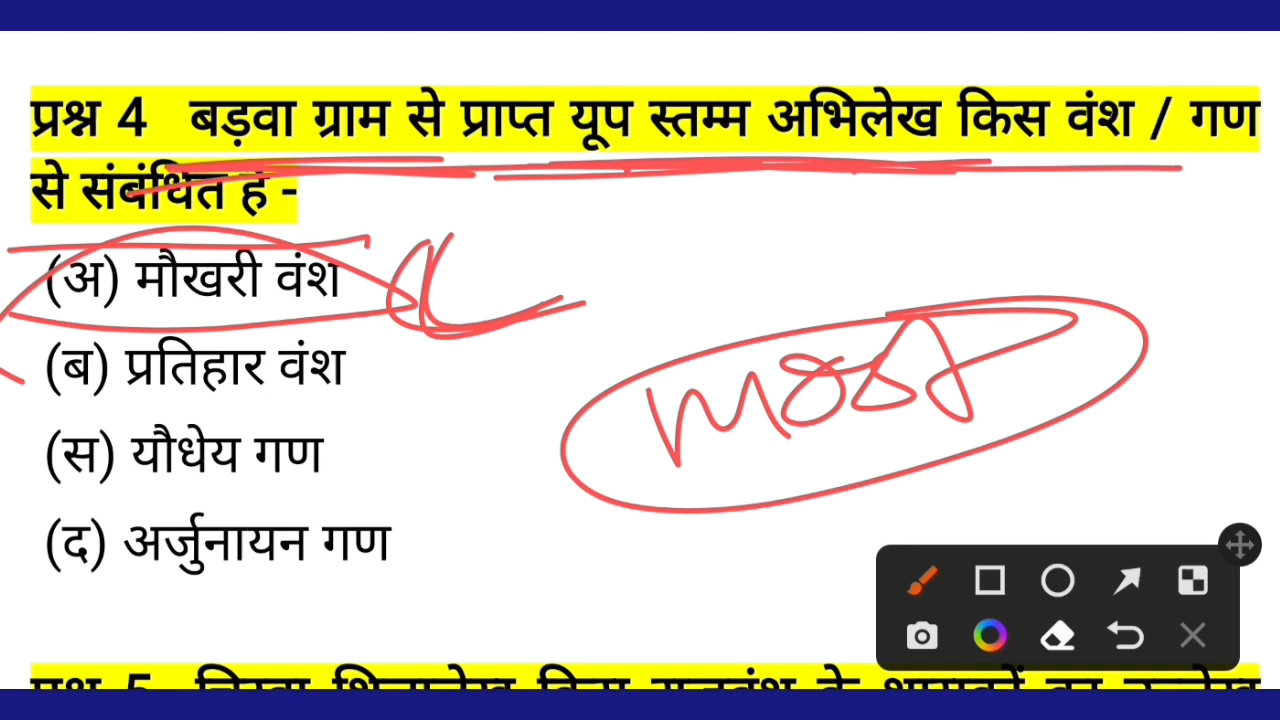 प्रश्न 4 बड़वा ग्राम से प्राप्त यूप स्तम्म अभिलेख किस वंश / गण
से संबंधित है -
(अ) मौखरी वंश
(ब) प्रतिहार वंश
most
(स) यौधेय गण
(द) अर्जुनायन गण